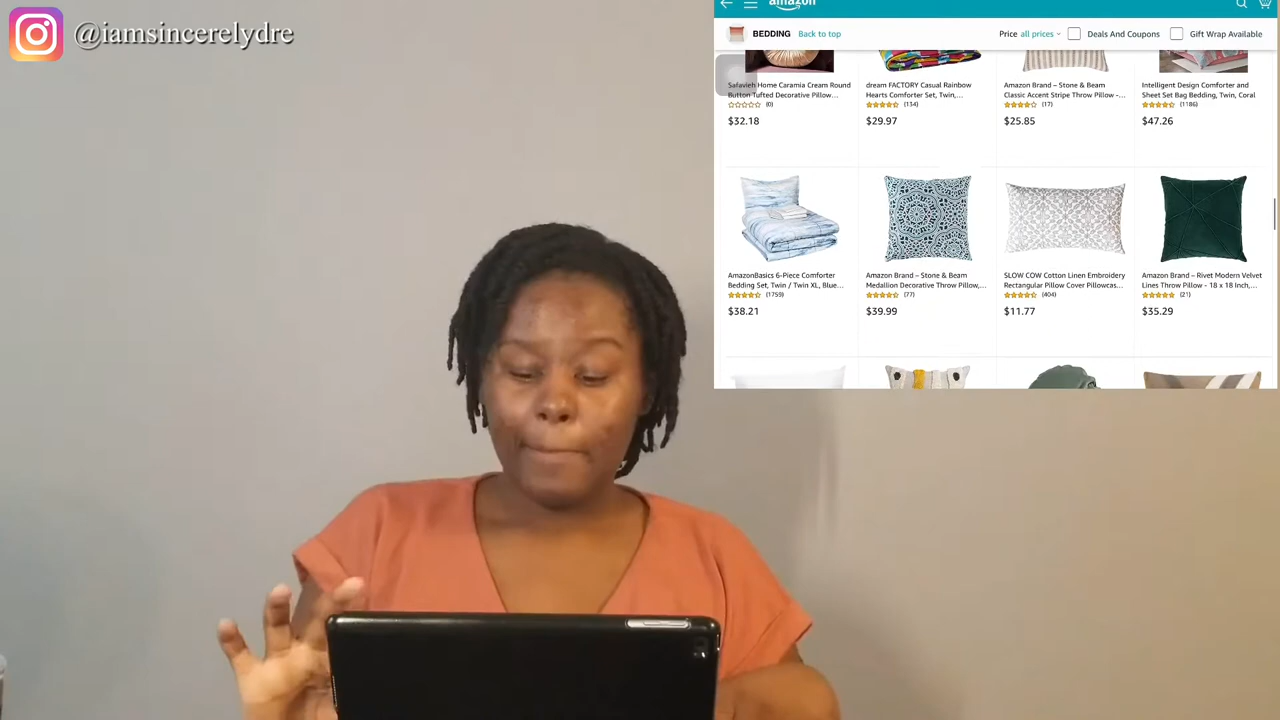 @iamsincerelydre
amazon
BEDDING Back to top Price all prices Deals And Coupons Gift Wrap Available
Safavieh Home Caramia Cream Round
Button Tufted Decorative Pillow...
(0)
$32.18
dream FACTORY Casual Rainbow
Hearts Comforter Set, Twin,...
(134)
$29.97
Amazon Brand – Stone & Beam
Classic Accent Stripe Throw Pillow -...
(17)
$25.85
Intelligent Design Comforter and
Sheet Set Bag Bedding, Twin, Coral
(1186)
$47.26
AmazonBasics 6-Piece Comforter
Bedding Set, Twin / Twin XL, Blue...
(1759)
$38.21
Amazon Brand – Stone & Beam
Medallion Decorative Throw Pillow,...
(77)
$39.99
SLOW COW Cotton Linen Embroidery
Rectangular Pillow Cover Pillowcas...
(404)
$11.77
Amazon Brand – Rivet Modern Velvet
Lines Throw Pillow - 18 x 18 Inch,...
(21)
$35.29